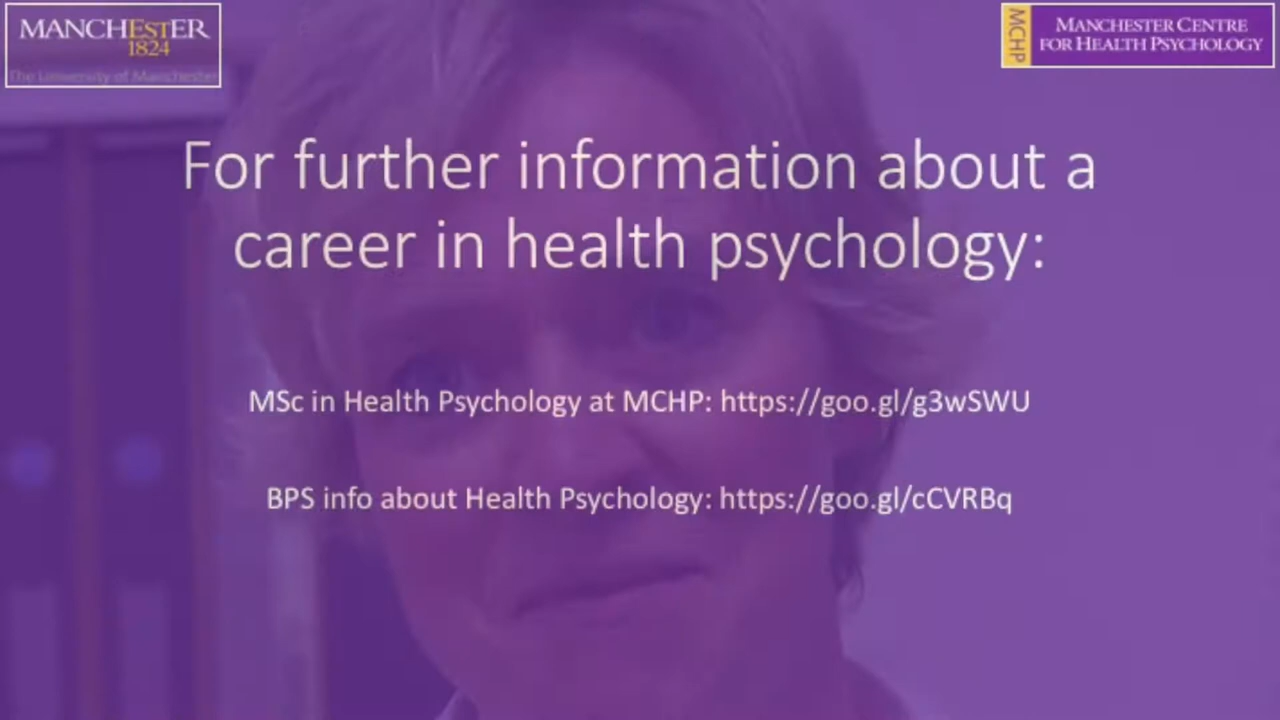 MANCHESTER
1824
The University of Manchester
MCHP
MANCHESTER CENTRE
FOR HEALTH PSYCHOLOGY
For further information about a
career in health psychology:
MSc in Health Psychology at MCHP: https://goo.gl/g3wSWU
BPS info about Health Psychology: https://goo.gl/cCVRBq